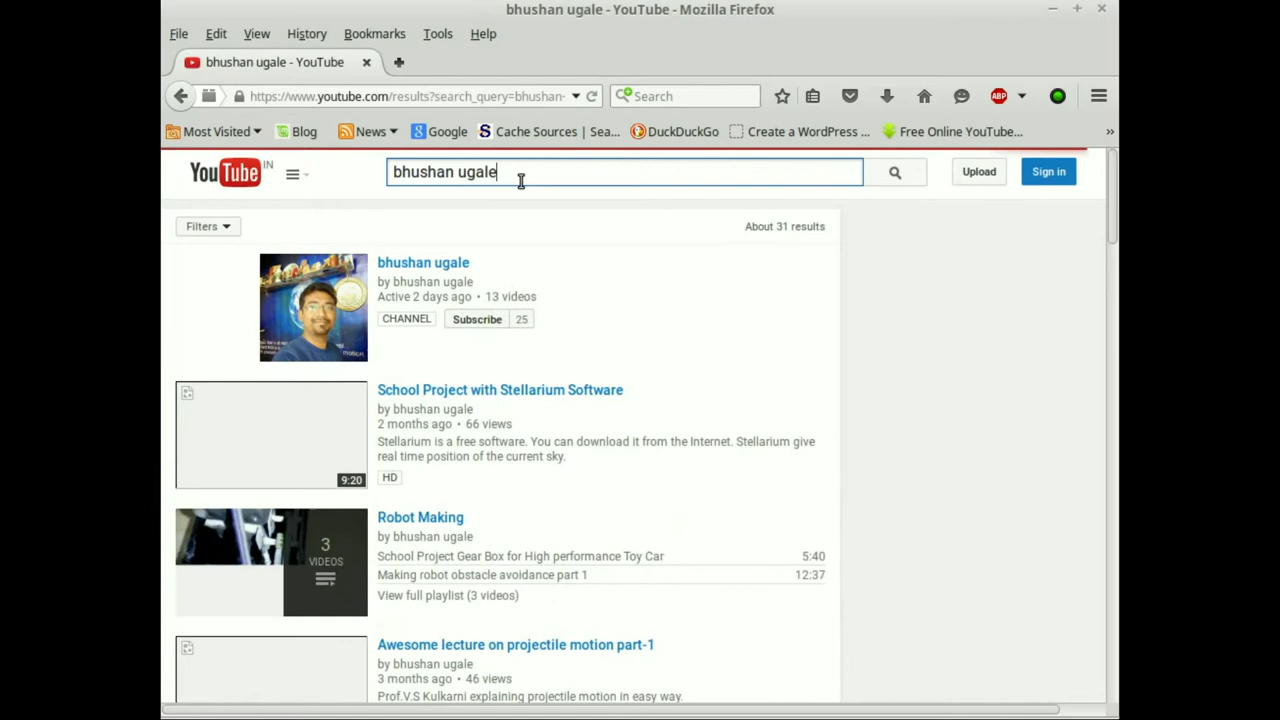 bhushan ugale - YouTube - Mozilla Firefox
File Edit View History Bookmarks Tools Help
bhushan ugale - YouTube
https://www.youtube.com/results?search_query=bhushan- Search ABP
Most Visited Blog News Google Cache Sources | Sea... DuckDuckGo Create a WordPress ... Free Online YouTube... »
YouTube IN bhushan ugale Upload Sign in
Filters About 31 results
bhushan ugale
by bhushan ugale
Active 2 days ago • 13 videos
CHANNEL Subscribe 25
School Project with Stellarium Software
by bhushan ugale
2 months ago • 66 views
Stellarium is a free software. You can download it from the Internet. Stellarium give
real time position of the current sky.
HD
9:20
Robot Making
by bhushan ugale
3
VIDEOS
School Project Gear Box for High performance Toy Car 5:40
Making robot obstacle avoidance part 1 12:37
View full playlist (3 videos)
Awesome lecture on projectile motion part-1
by bhushan ugale
3 months ago • 46 views
Prof.V.S Kulkarni explaining projectile motion in easy way.